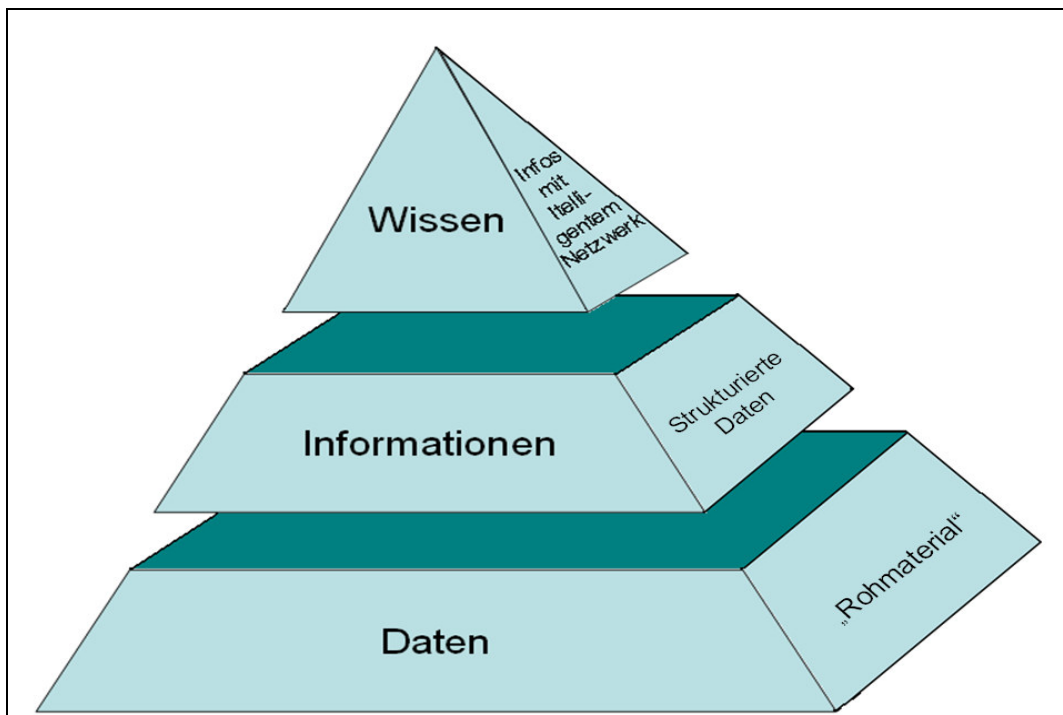 Wissen
Infos
mit
Itelli-
gentem
Netzwerk
Informationen
Strukturierte
Daten
Daten
„Rohmaterial“